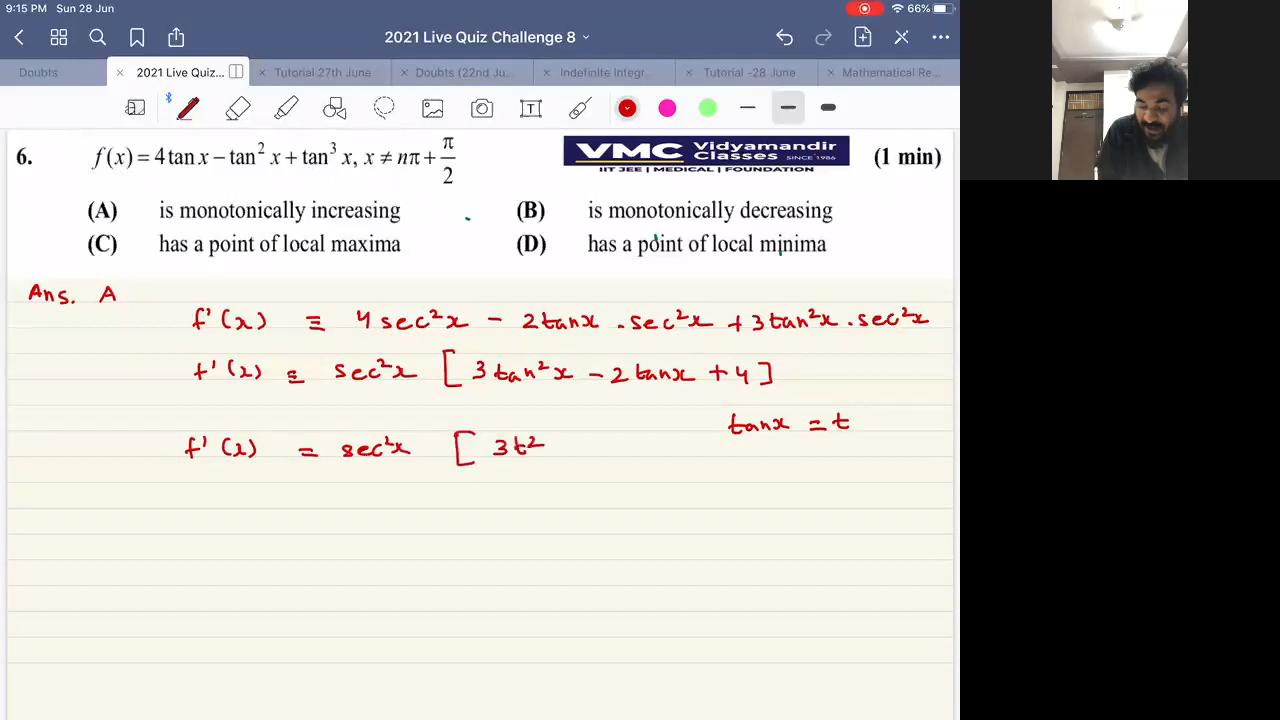 9:15 PM Sun 28 Jun 66%
2021 Live Quiz Challenge 8
Doubts
2021 Live Quiz...
Tutorial 27th June
Doubts (22nd Ju...
Indefinite Integr...
Tutorial -28 June
Mathematical Re...
6. f(x) = 4 tan x − tan² x + tan³ x, x ≠ nπ + π/2
VMC Vidyamandir Classes SINCE 1986
IIT JEE | MEDICAL | FOUNDATION
(1 min)
(A) is monotonically increasing (B) is monotonically decreasing
(C) has a point of local maxima (D) has a point of local minima
Ans. A
f'(x) = 4 sec²x − 2tanx . sec²x + 3tan²x . sec²x
f'(x) = sec²x [ 3tan²x − 2tanx + 4 ]
tanx = t
f'(x) = sec²x [ 3t²